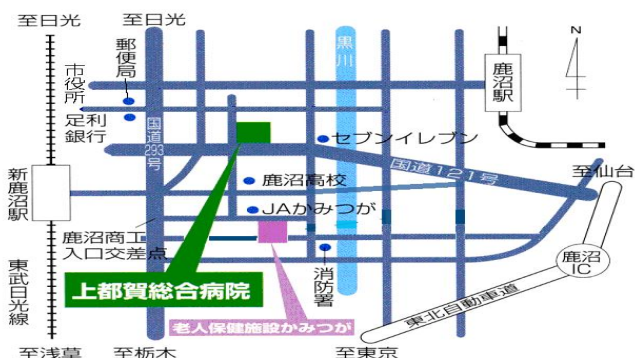 至日光
至日光
郵便局
市役所
足利
銀行
国道
293
号
黒川
N
鹿沼駅
セブンイレブン
国道121号
至仙台
鹿沼高校
JAかみつが
新鹿沼駅
鹿沼商工
入口交差点
消防署
鹿沼
IC
上都賀総合病院
老人保健施設かみつが
東武日光線
東北自動車道
至浅草
至栃木
至東京